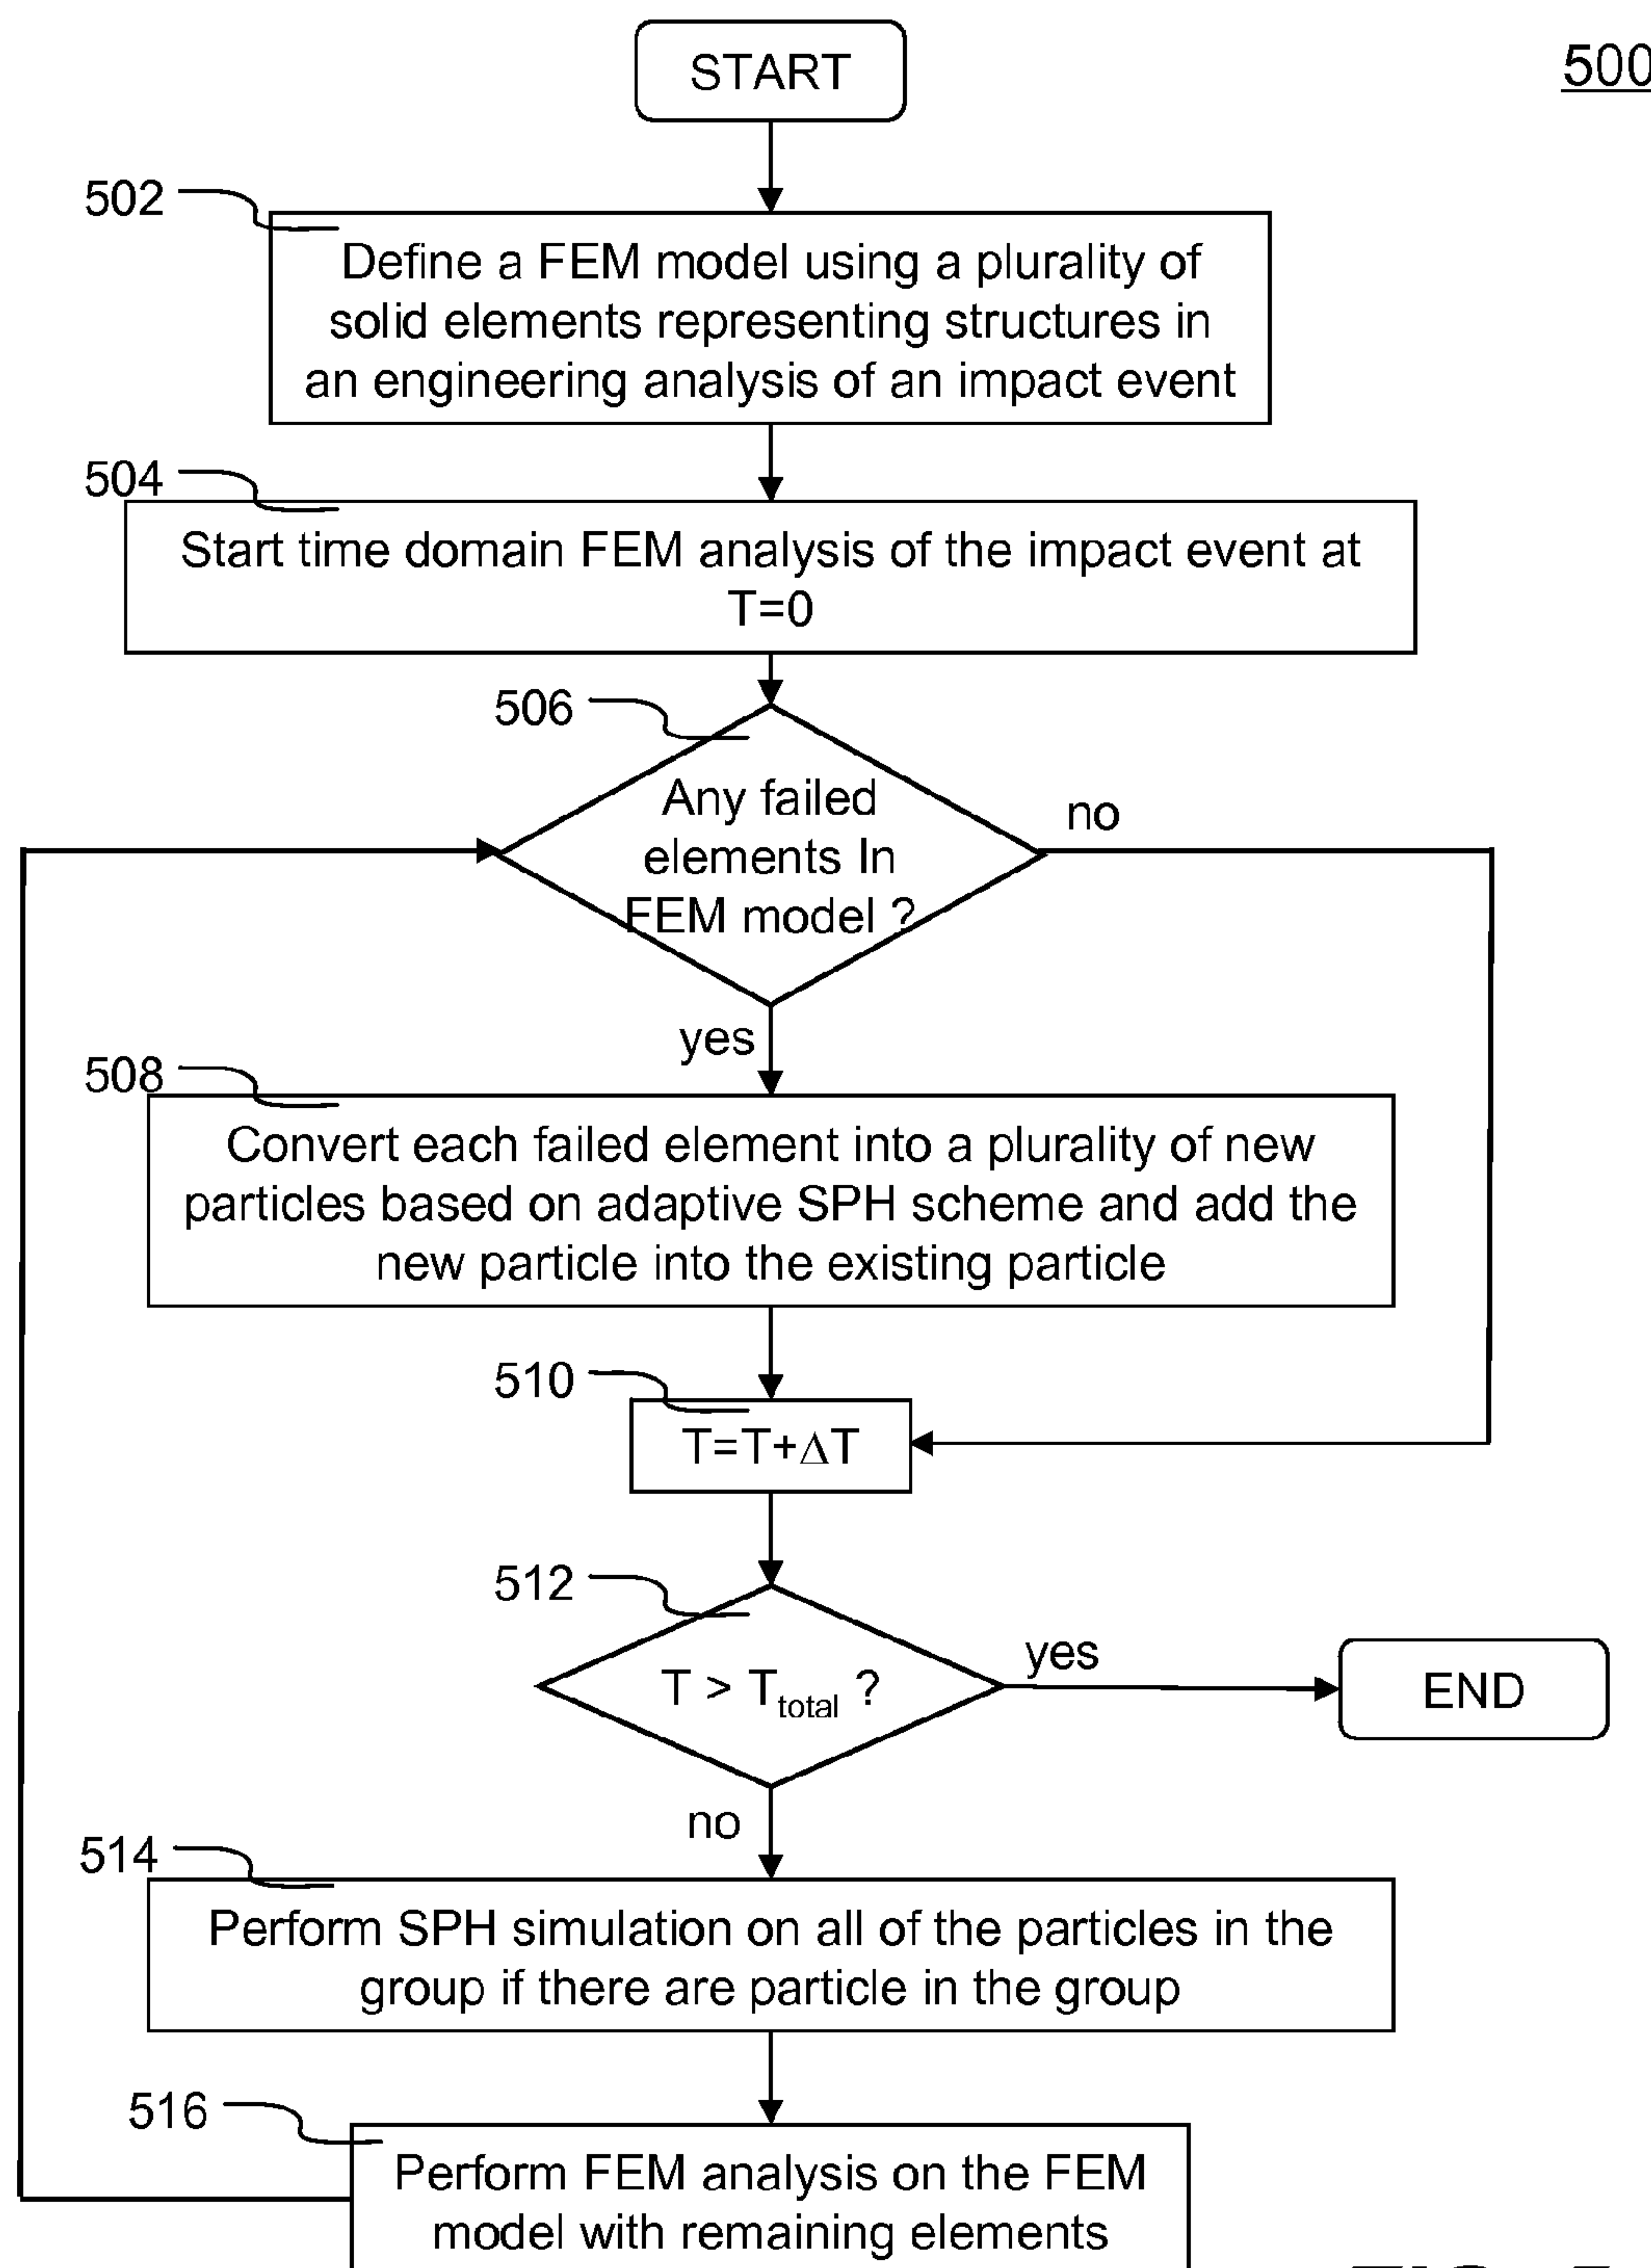 START
500
502
Define a FEM model using a plurality of
solid elements representing structures in
an engineering analysis of an impact event
504
Start time domain FEM analysis of the impact event at
T=0
506
Any failed
elements In
FEM model ?
no
yes
508
Convert each failed element into a plurality of new
particles based on adaptive SPH scheme and add the
new particle into the existing particle
510
T=T+ΔT
512
T > Ttotal ?
yes
END
no
514
Perform SPH simulation on all of the particles in the
group if there are particle in the group
516
Perform FEM analysis on the FEM
model with remaining elements